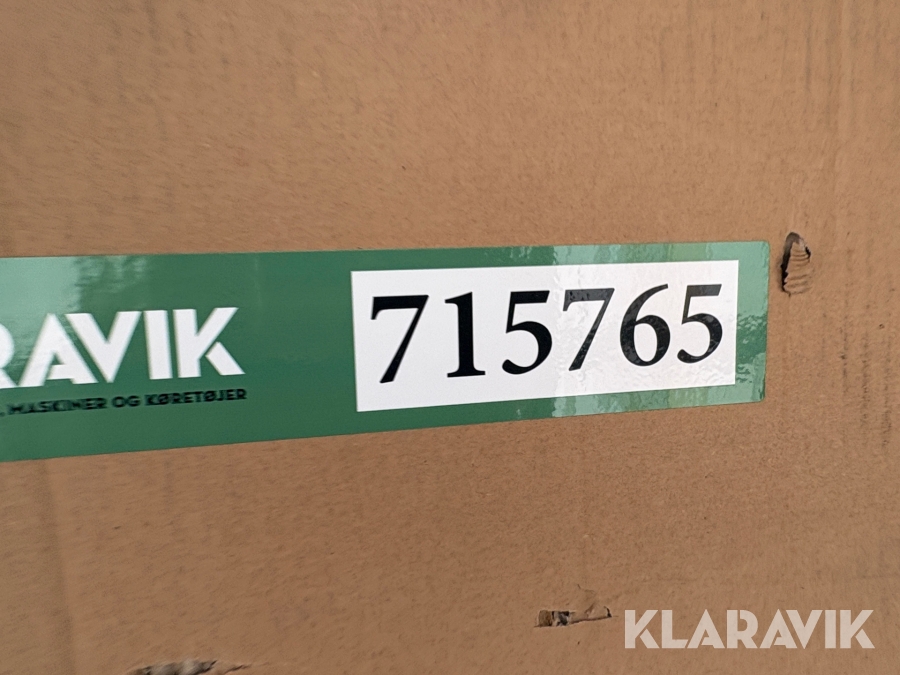 RAVIK
, MASKINER OG KØRETØJER
715765
KLARAVIK